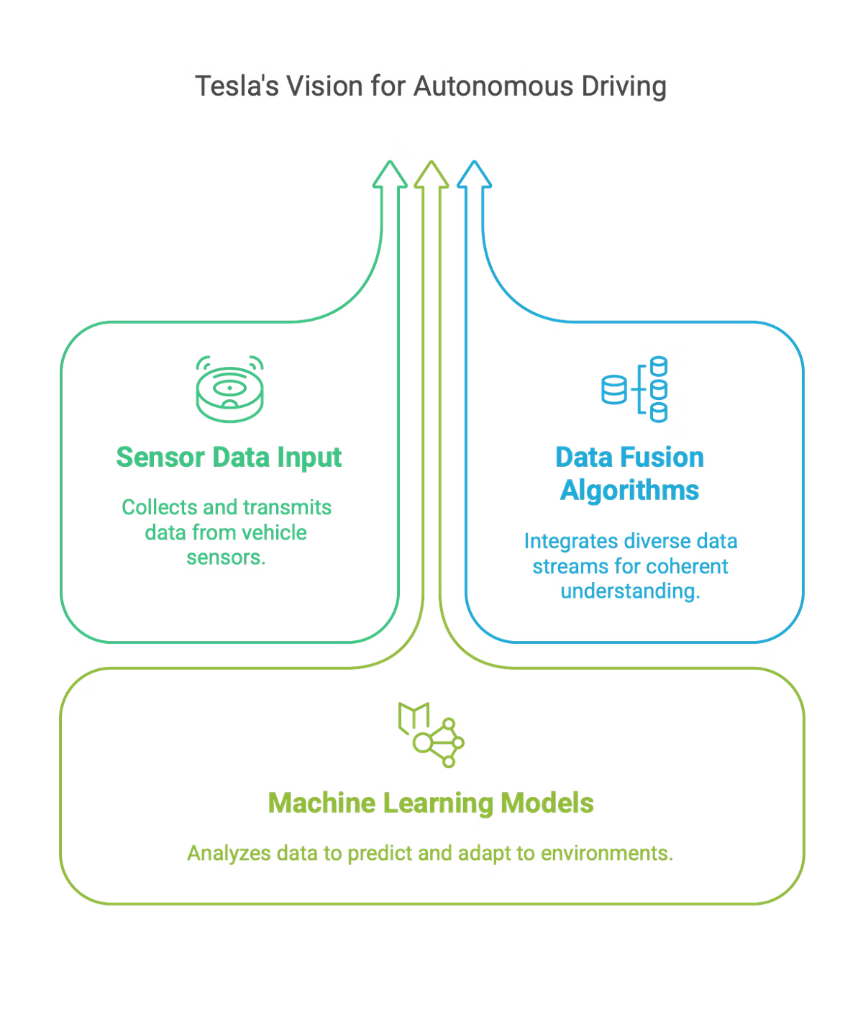 Tesla's Vision for Autonomous Driving
Sensor Data Input
Collects and transmits
data from vehicle
sensors.
Data Fusion
Algorithms
Integrates diverse data
streams for coherent
understanding.
Machine Learning Models
Analyzes data to predict and adapt to environments.